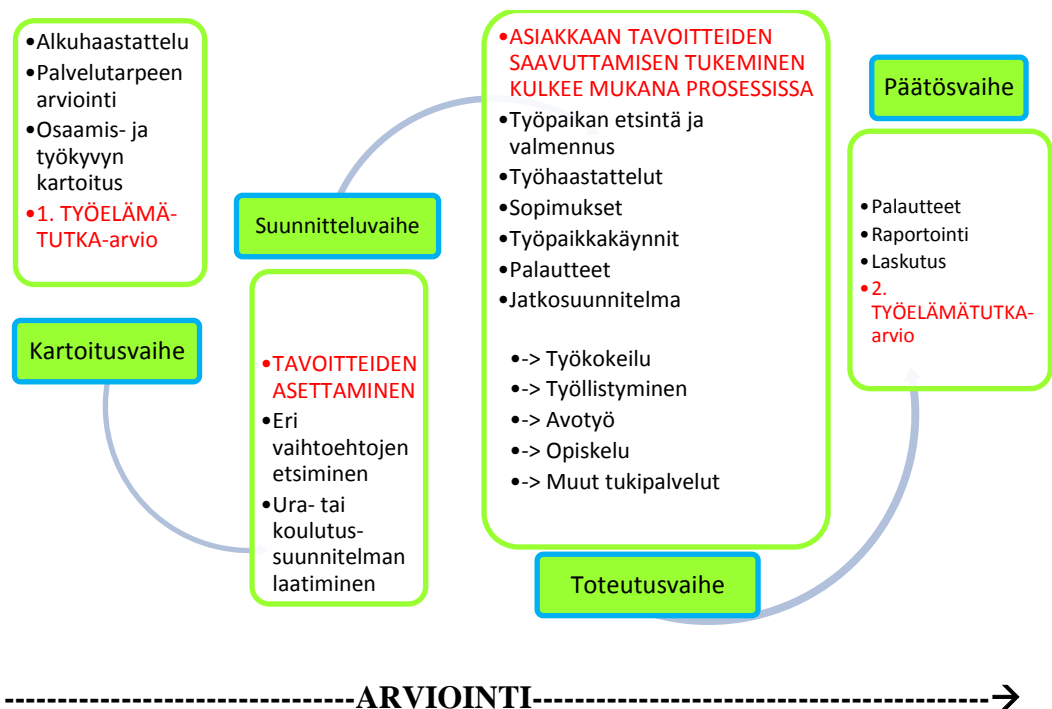 •Alkuhaastattelu
•Palvelutarpeen
arviointi
•Osaamis- ja
työkyvyn
kartoitus
•1. TYÖELÄMÄ-
TUTKA-arvio
Kartoitusvaihe
Suunnitteluvaihe
•TAVOITTEIDEN
ASETTAMINEN
•Eri
vaihtoehtojen
etsiminen
•Ura- tai
koulutus-
suunnitelman
laatiminen
•ASIAKKAAN TAVOITTEIDEN
SAAVUTTAMISEN TUKEMINEN
KULKEE MUKANA PROSESSISSA
•Työpaikan etsintä ja
valmennus
•Työhaastattelut
•Sopimukset
•Työpaikkakäynnit
•Palautteet
•Jatkosuunnitelma
•-> Työkokeilu
•-> Työllistyminen
•-> Avotyö
•-> Opiskelu
•-> Muut tukipalvelut
Toteutusvaihe
Päätösvaihe
•Palautteet
•Raportointi
•Laskutus
•2.
TYÖELÄMÄTUTKA-
arvio
-----------------------------ARVIOINTI--------------------------------------→